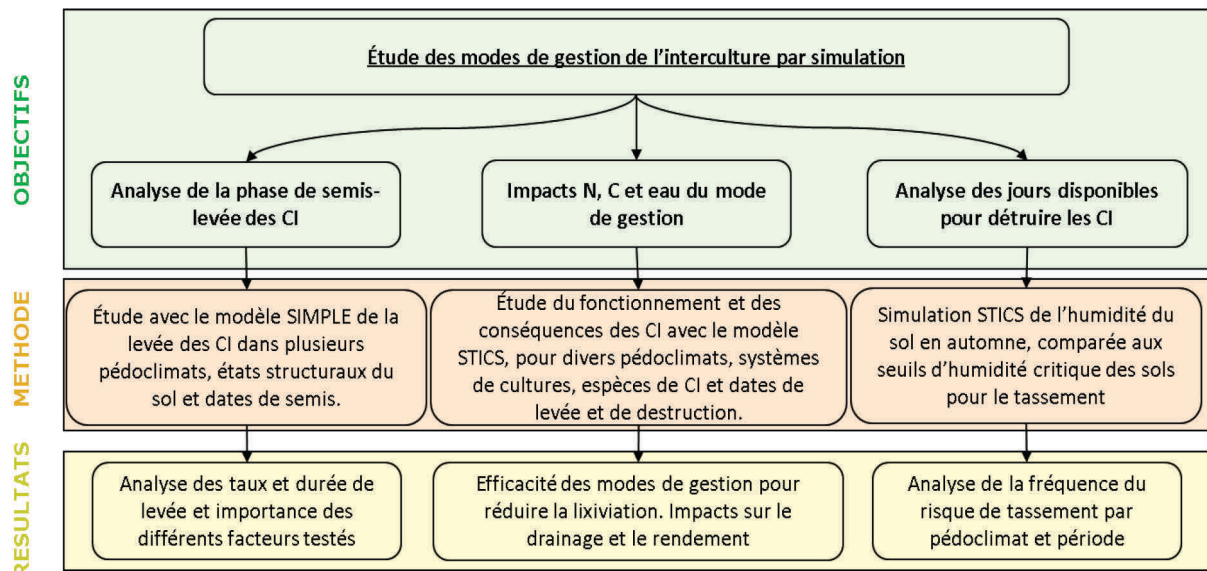 OBJECTIFS
Étude des modes de gestion de l'interculture par simulation
Analyse de la phase de semis-
levée des CI
Impacts N, C et eau du mode
de gestion
Analyse des jours disponibles
pour détruire les CI
METHODE
Étude avec le modèle SIMPLE de la
levée des CI dans plusieurs
pédoclimats, états structuraux du
sol et dates de semis.
Étude du fonctionnement et des
conséquences des CI avec le modèle
STICS, pour divers pédoclimats, systèmes
de cultures, espèces de CI et dates de
levée et de destruction.
Simulation STICS de l'humidité du
sol en automne, comparée aux
seuils d'humidité critique des sols
pour le tassement
RESULTATS
Analyse des taux et durée de
levée et importance des
différents facteurs testés
Efficacité des modes de gestion pour
réduire la lixiviation. Impacts sur le
drainage et le rendement
Analyse de la fréquence du
risque de tassement par
pédoclimat et période